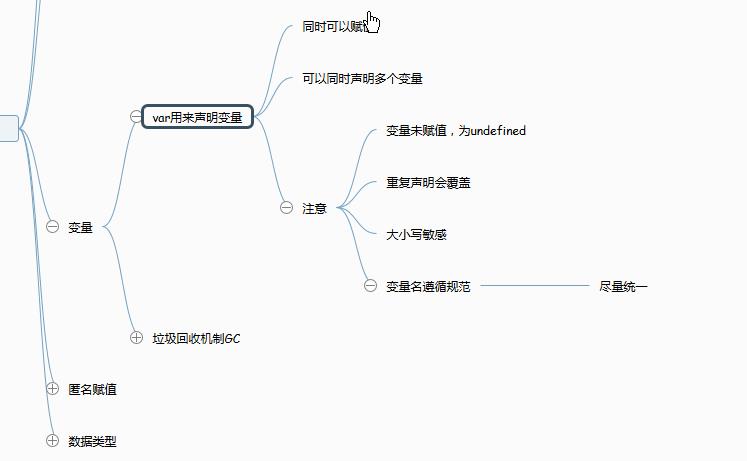 同时可以赋
可以同时声明多个变量
var用来声明变量
变量未赋值，为undefined
重复声明会覆盖
注意
大小写敏感
变量
变量名遵循规范
尽量统一
垃圾回收机制GC
匿名赋值
数据类型